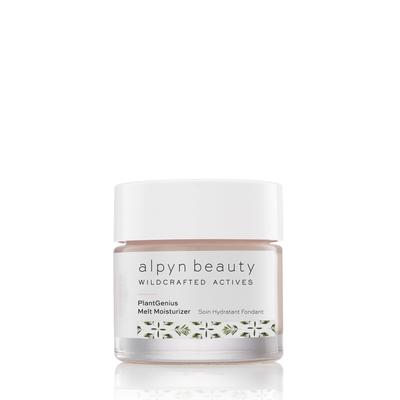 alpyn beauty
WILDCRAFTED ACTIVES
PlantGenius
Melt Moisturizer Soin Hydratant Fondant